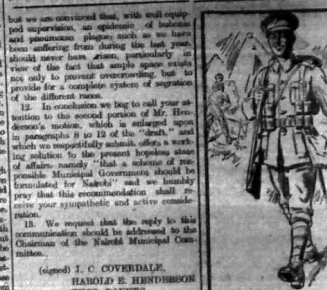 but we are convinced that, with well equip-
ped supervision, an epidemic of bubonic
and pneumonic plague such as we have
been suffering from during the last year
should never have arisen, particularly in
view of the fact that ample space exists
not only to prevent overcrowding, but to
provide for a complete system of segration
of the different races.
12. In conclusion we beg to call your at-
tention to the second portion of Mr. Hen-
derson's motion, which is enlarged upon
in paragraphs 8 to 12 of the "draft," and
which we respectfully submit, offers a work-
ing solution to the present hopeless state
of affairs, namely "that a scheme of res-
ponsible Municipal Government should be
formulated for Nairobi" and we humbly
pray that this recommendation shall re-
ceive your sympathetic and active conside-
ration.
13. We request that the reply to this
communication should be addressed to the
Chairman of the Nairobi Municipal Com-
mittee.
(signed) J. C. COVERDALE,
HAROLD E. HENDERSON